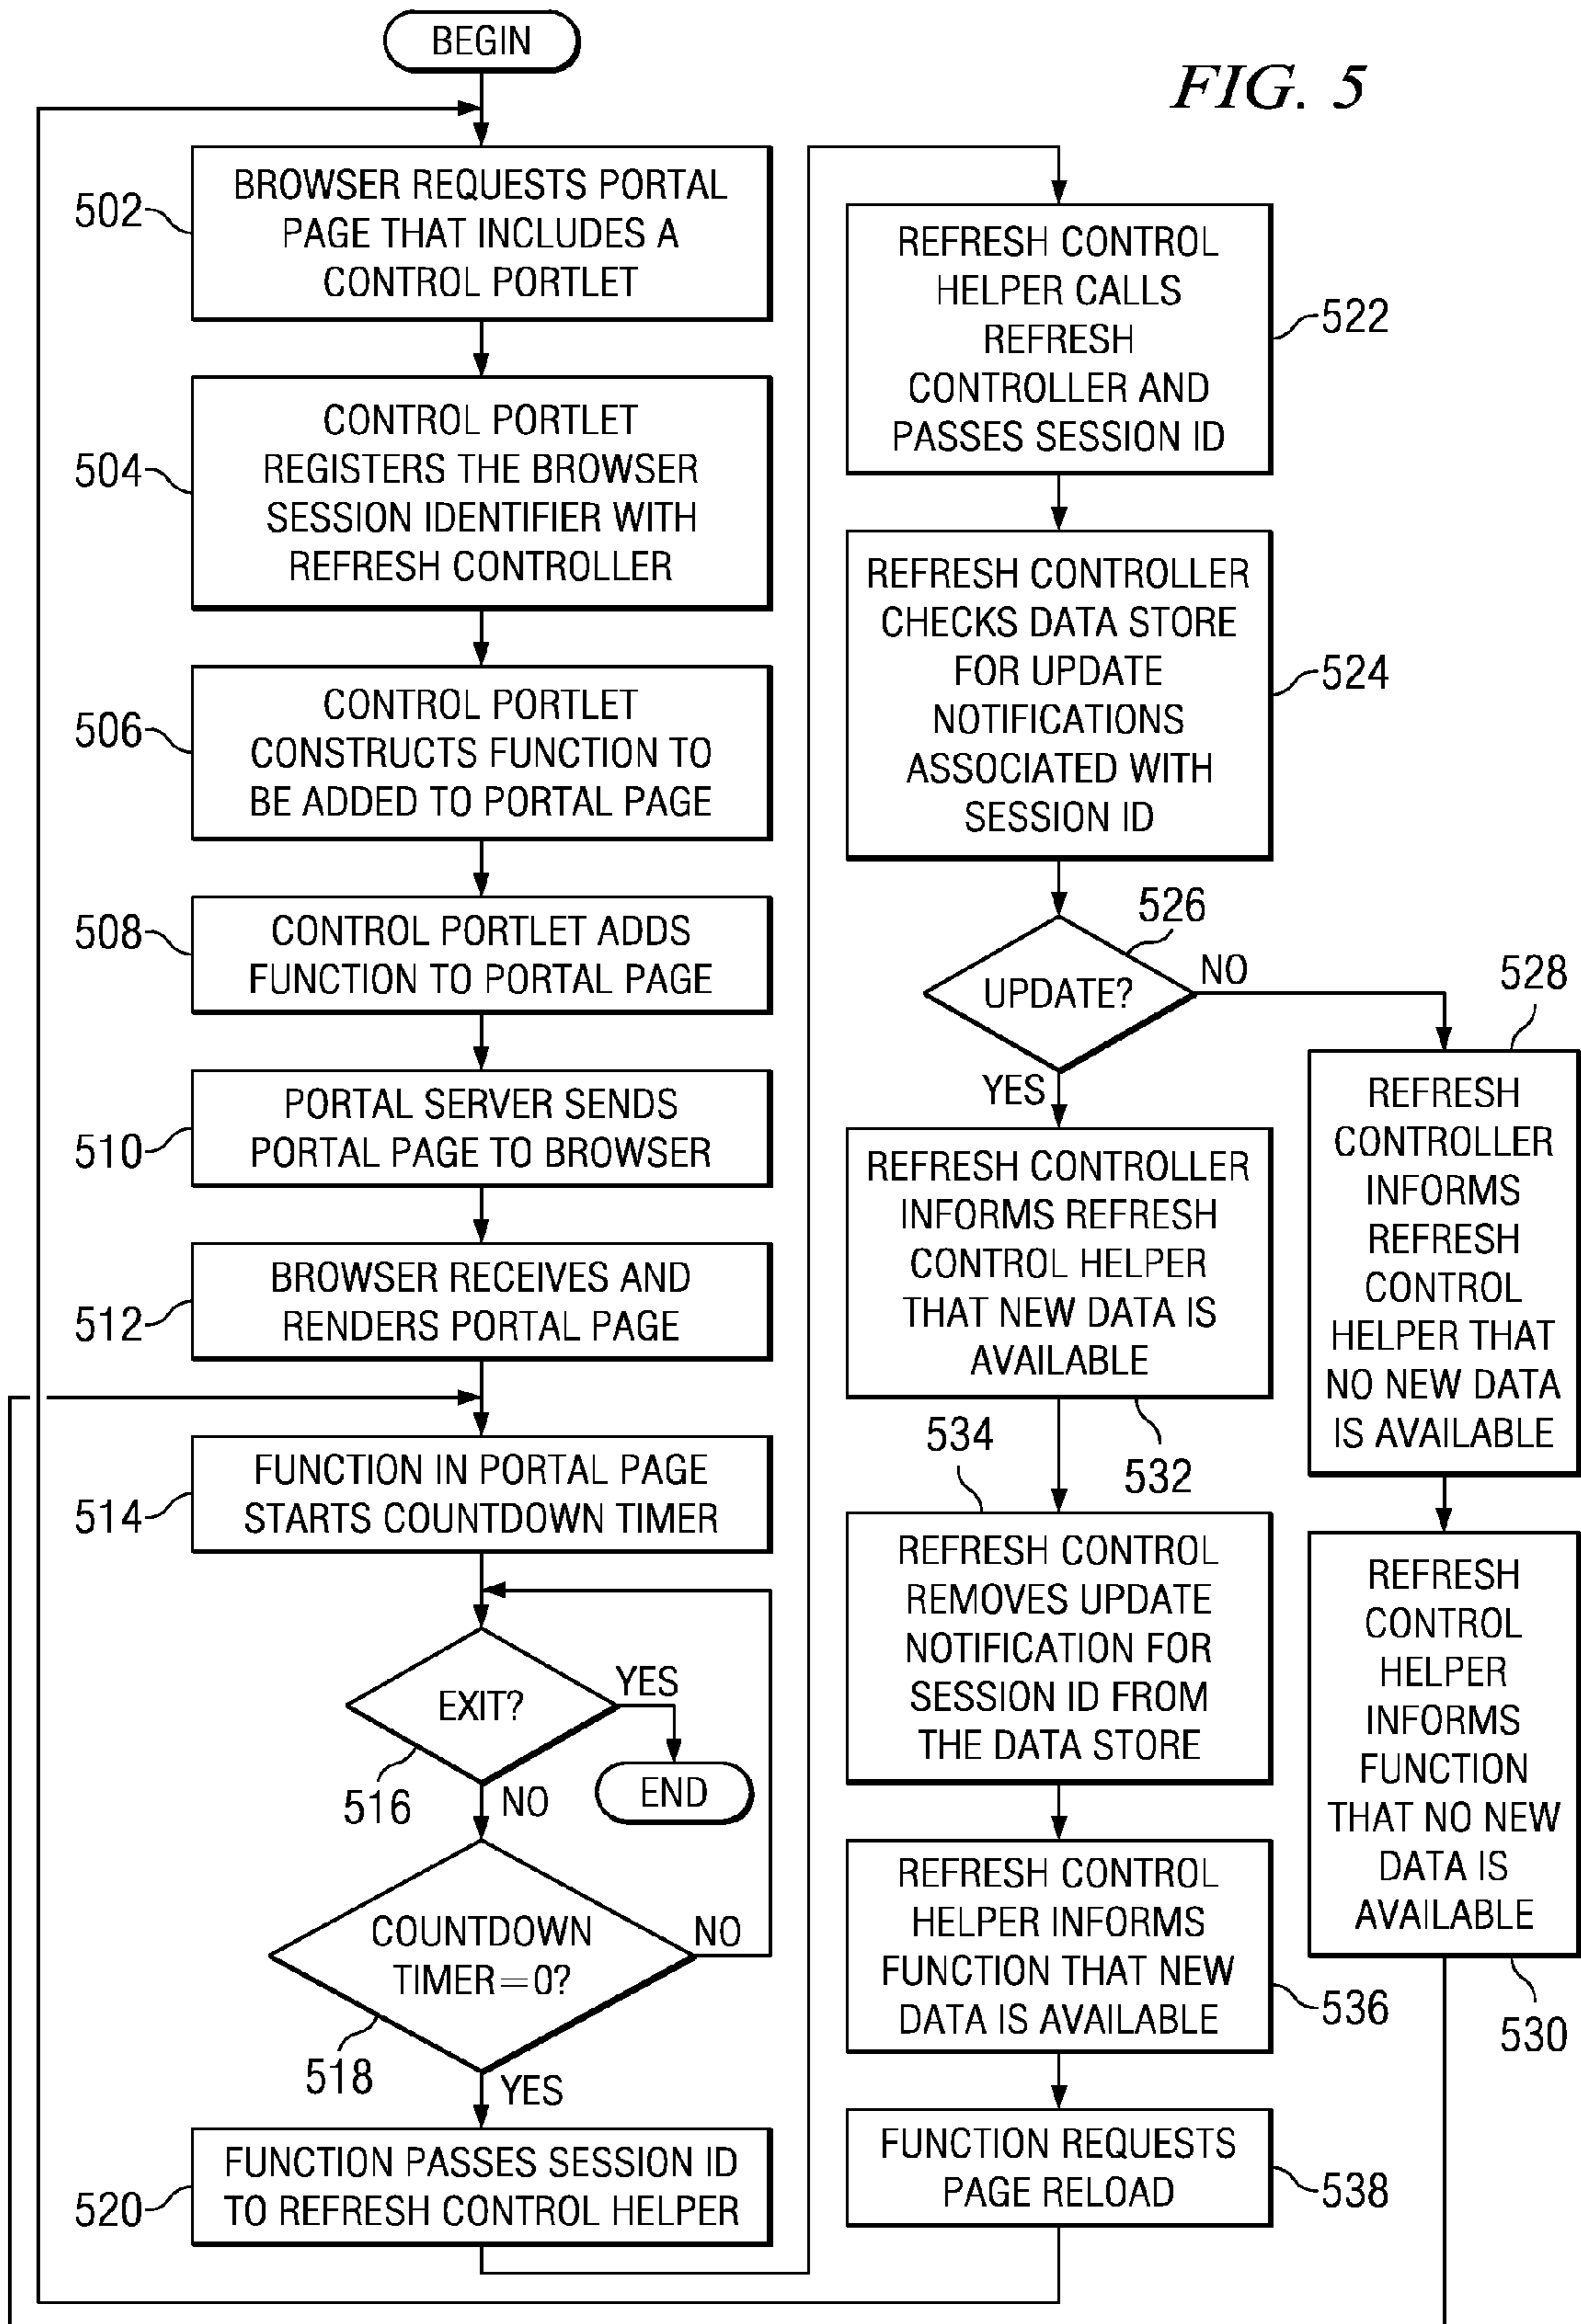 BEGIN
FIG. 5
502
BROWSER REQUESTS PORTAL
PAGE THAT INCLUDES A
CONTROL PORTLET
504
CONTROL PORTLET
REGISTERS THE BROWSER
SESSION IDENTIFIER WITH
REFRESH CONTROLLER
506
CONTROL PORTLET
CONSTRUCTS FUNCTION TO
BE ADDED TO PORTAL PAGE
508
CONTROL PORTLET ADDS
FUNCTION TO PORTAL PAGE
510
PORTAL SERVER SENDS
PORTAL PAGE TO BROWSER
512
BROWSER RECEIVES AND
RENDERS PORTAL PAGE
514
FUNCTION IN PORTAL PAGE
STARTS COUNTDOWN TIMER
EXIT?
YES
516
NO
END
COUNTDOWN
TIMER=0?
NO
518
YES
520
FUNCTION PASSES SESSION ID
TO REFRESH CONTROL HELPER
REFRESH CONTROL
HELPER CALLS
REFRESH
CONTROLLER AND
PASSES SESSION ID
522
REFRESH CONTROLLER
CHECKS DATA STORE
FOR UPDATE
NOTIFICATIONS
ASSOCIATED WITH
SESSION ID
524
526
UPDATE?
NO
YES
528
REFRESH
CONTROLLER
INFORMS
REFRESH
CONTROL
HELPER THAT
NO NEW DATA
IS AVAILABLE
REFRESH CONTROLLER
INFORMS REFRESH
CONTROL HELPER
THAT NEW DATA IS
AVAILABLE
532
534
REFRESH CONTROL
REMOVES UPDATE
NOTIFICATION FOR
SESSION ID FROM
THE DATA STORE
REFRESH
CONTROL
HELPER
INFORMS
FUNCTION
THAT NO NEW
DATA IS
AVAILABLE
530
REFRESH CONTROL
HELPER INFORMS
FUNCTION THAT NEW
DATA IS AVAILABLE
536
FUNCTION REQUESTS
PAGE RELOAD
538